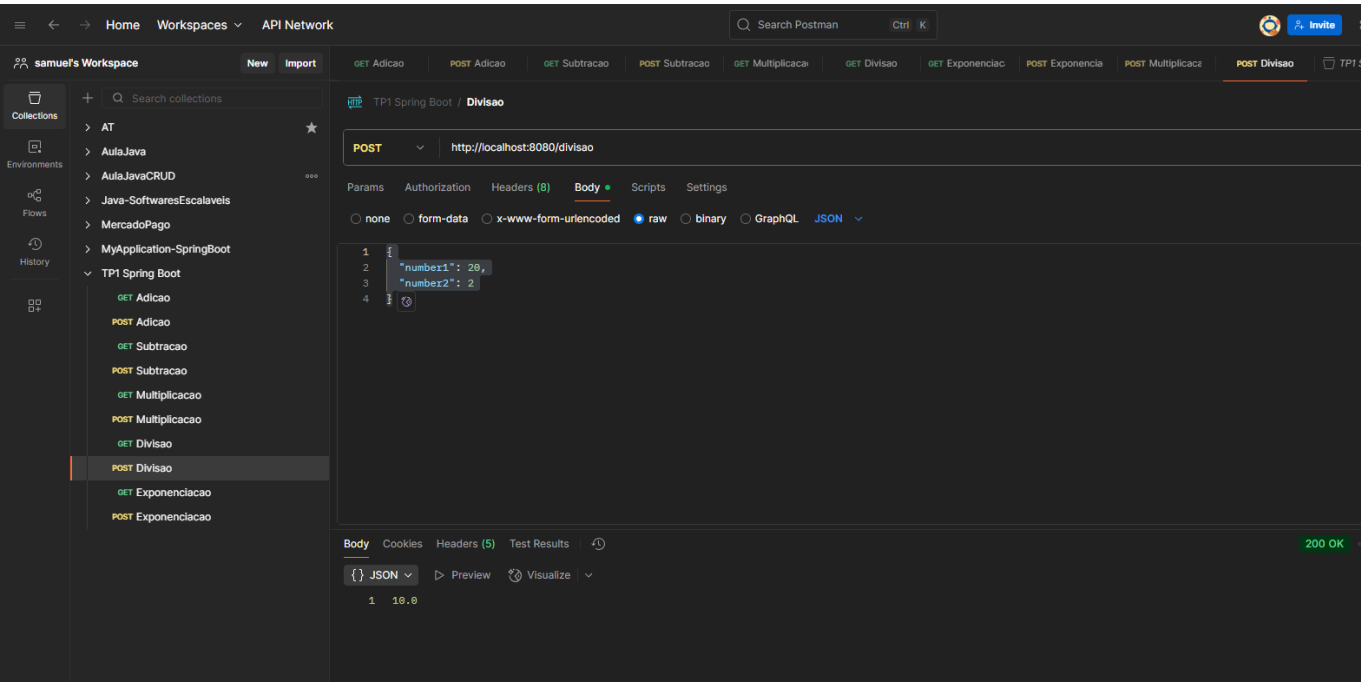 Home Workspaces API Network Search Postman Ctrl K Invite
samuel's Workspace New Import
GET Adicao POST Adicao GET Subtracao POST Subtracao GET Multiplicaca GET Divisao GET Exponenciac POST Exponencia POST Multiplicaca POST Divisao TP1 S
Collections
Environments
Flows
History
Search collections
AT
AulaJava
AulaJavaCRUD
Java-SoftwaresEscalaveis
MercadoPago
MyApplication-SpringBoot
TP1 Spring Boot
GET Adicao
POST Adicao
GET Subtracao
POST Subtracao
GET Multiplicacao
POST Multiplicacao
GET Divisao
POST Divisao
GET Exponenciacao
POST Exponenciacao
HTTP TP1 Spring Boot / Divisao
POST http://localhost:8080/divisao
Params Authorization Headers (8) Body Scripts Settings
none form-data x-www-form-urlencoded raw binary GraphQL JSON
1 {
2 "number1": 20,
3 "number2": 2
4 }
Body Cookies Headers (5) Test Results 200 OK
{} JSON Preview Visualize
1 10.0